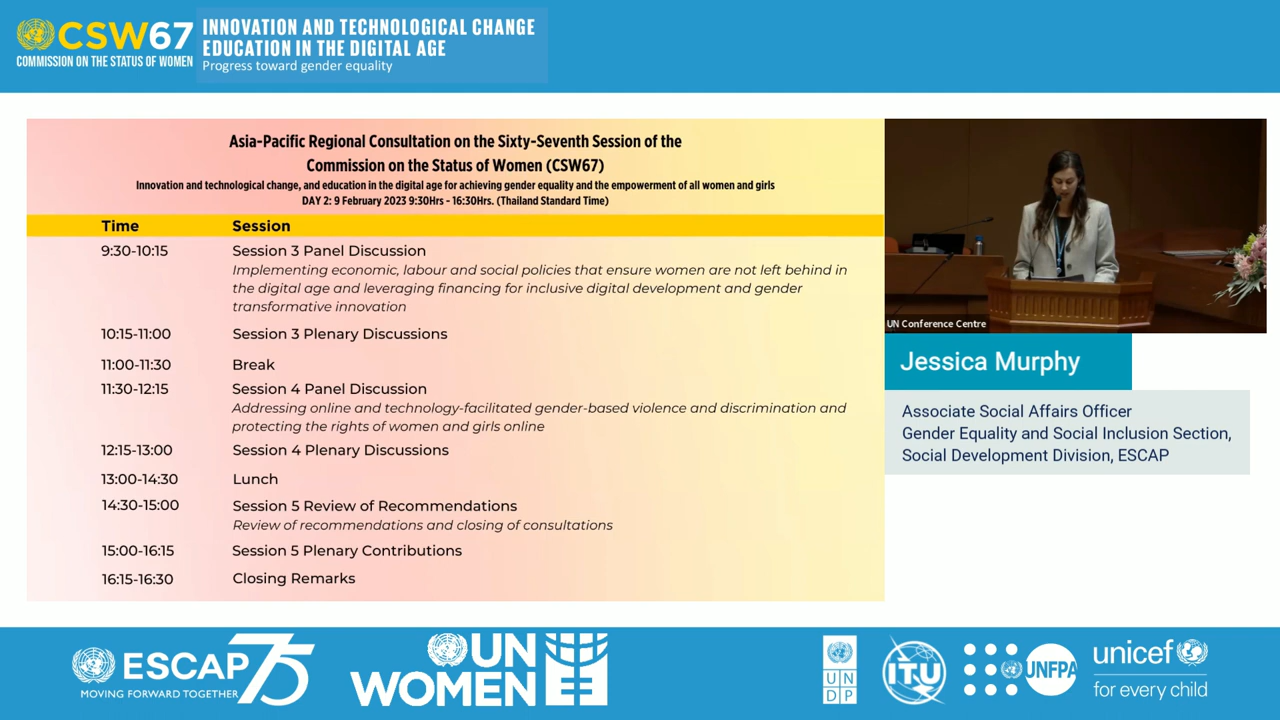 CSW67
COMMISSION ON THE STATUS OF WOMEN
INNOVATION AND TECHNOLOGICAL CHANGE
EDUCATION IN THE DIGITAL AGE
Progress toward gender equality
Asia-Pacific Regional Consultation on the Sixty-Seventh Session of the
Commission on the Status of Women (CSW67)
Innovation and technological change, and education in the digital age for achieving gender equality and the empowerment of all women and girls
DAY 2: 9 February 2023 9:30Hrs - 16:30Hrs. (Thailand Standard Time)
Time Session
9:30-10:15 Session 3 Panel Discussion
Implementing economic, labour and social policies that ensure women are not left behind in
the digital age and leveraging financing for inclusive digital development and gender
transformative innovation
10:15-11:00 Session 3 Plenary Discussions
11:00-11:30 Break
11:30-12:15 Session 4 Panel Discussion
Addressing online and technology-facilitated gender-based violence and discrimination and
protecting the rights of women and girls online
12:15-13:00 Session 4 Plenary Discussions
13:00-14:30 Lunch
14:30-15:00 Session 5 Review of Recommendations
Review of recommendations and closing of consultations
15:00-16:15 Session 5 Plenary Contributions
16:15-16:30 Closing Remarks
UN Conference Centre
Jessica Murphy
Associate Social Affairs Officer
Gender Equality and Social Inclusion Section,
Social Development Division, ESCAP
ESCAP 75
MOVING FORWARD TOGETHER
UN
WOMEN
U N
D P
ITU
UNFPA
unicef
for every child